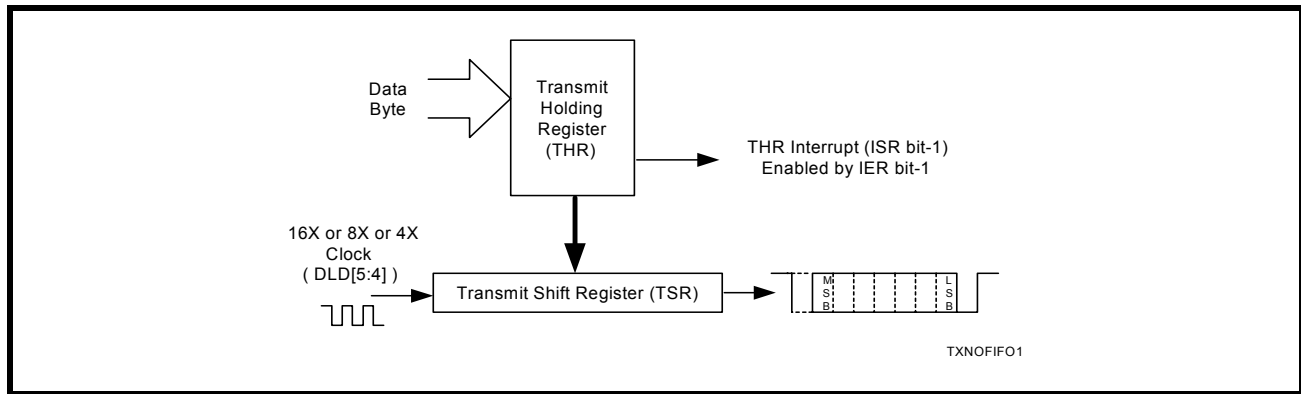 Data
Byte
Transmit
Holding
Register
(THR)
THR Interrupt (ISR bit-1)
Enabled by IER bit-1
16X or 8X or 4X
Clock
( DLD[5:4] )
Transmit Shift Register (TSR)
M
S
B
L
S
B
TXNOFIFO1